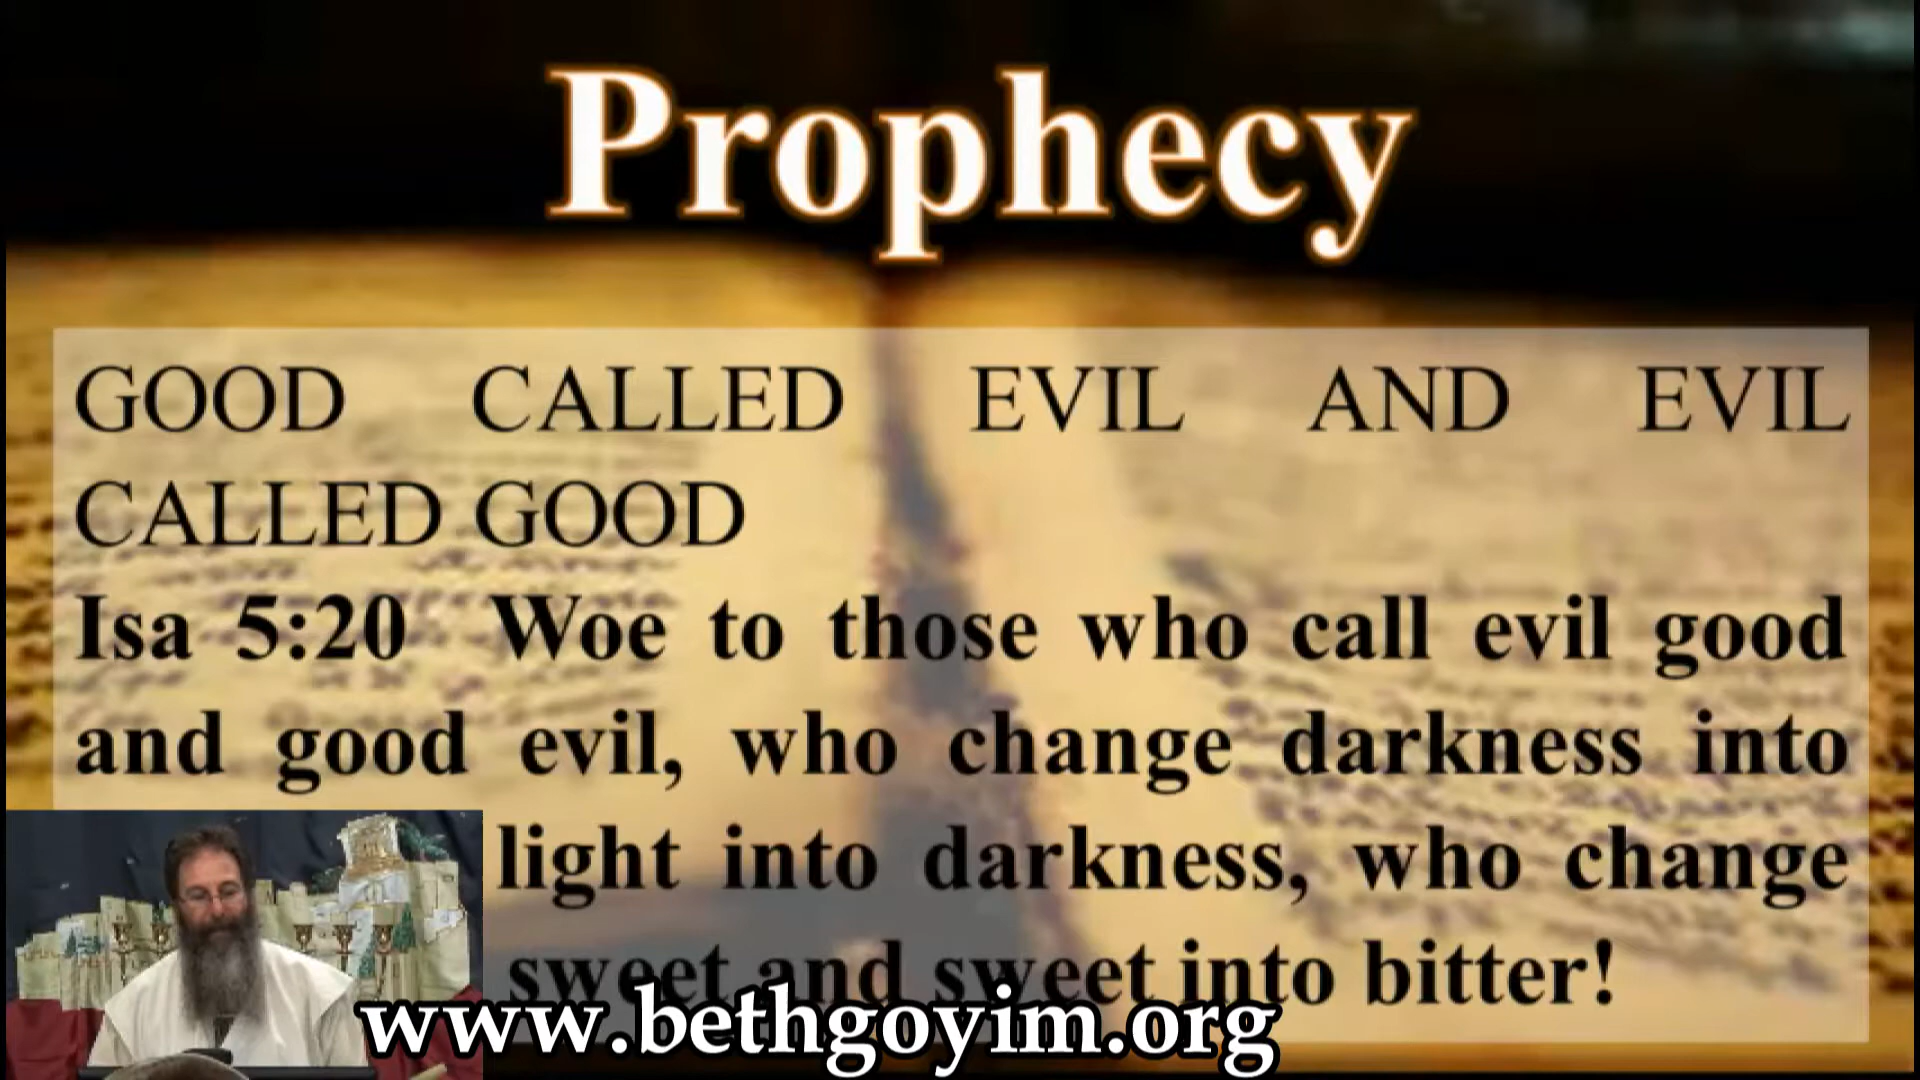 Prophecy
GOOD CALLED EVIL AND EVIL
CALLED GOOD
Isa 5:20 Woe to those who call evil good
and good evil, who change darkness into
light into darkness, who change
sweet and sweet into bitter!
www.bethgoyim.org